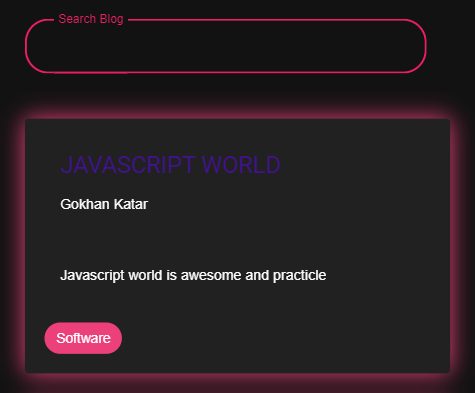 Search Blog
JAVASCRIPT WORLD
Gokhan Katar
Javascript world is awesome and practicle
Software